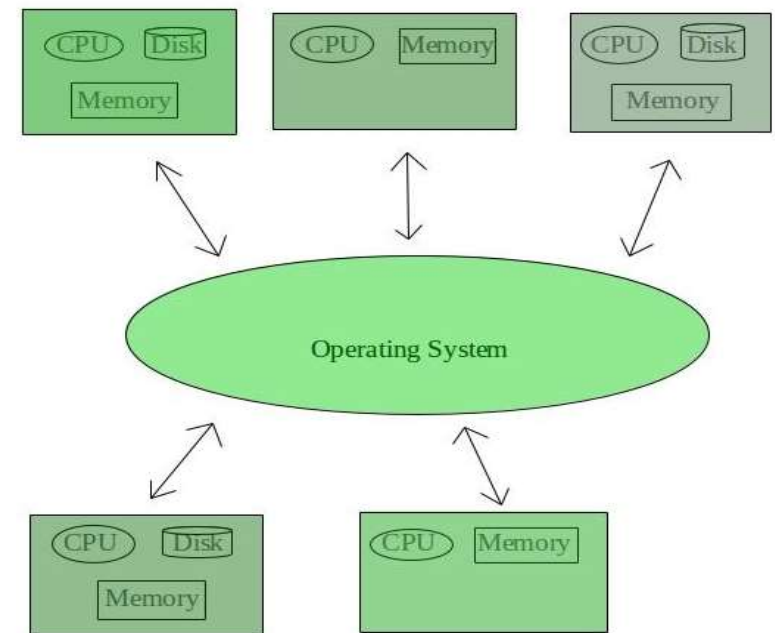 CPU Disk
Memory
CPU Memory
CPU Disk
Memory
Operating System
CPU Disk
Memory
CPU Memory